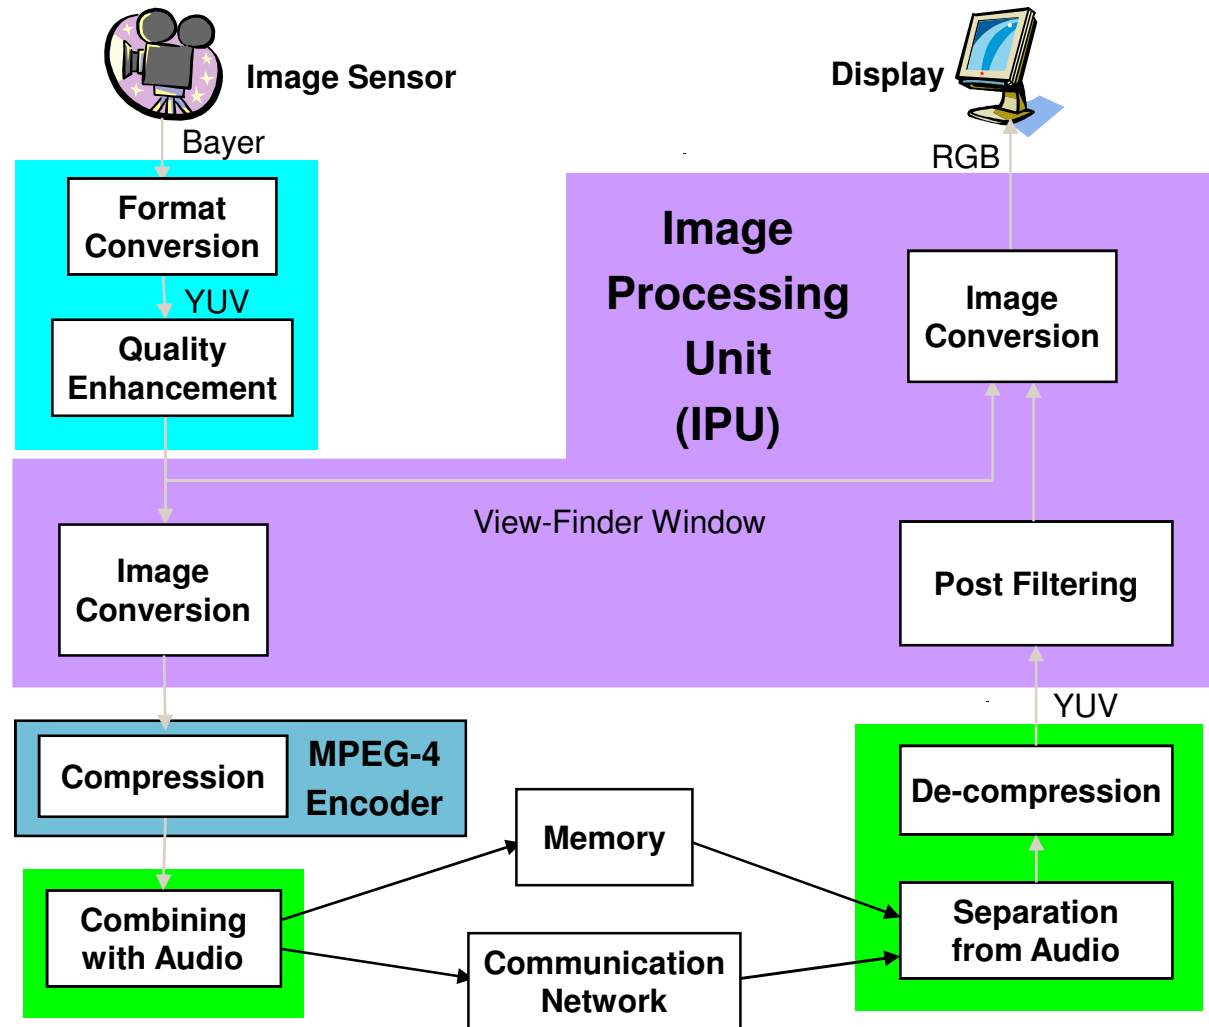 Image Sensor
Display
Bayer
RGB
Format
Conversion
YUV
Quality
Enhancement
Image
Processing
Unit
(IPU)
Image
Conversion
View-Finder Window
Image
Conversion
Post Filtering
YUV
Compression
MPEG-4
Encoder
De-compression
Memory
Combining
with Audio
Communication
Network
Separation
from Audio